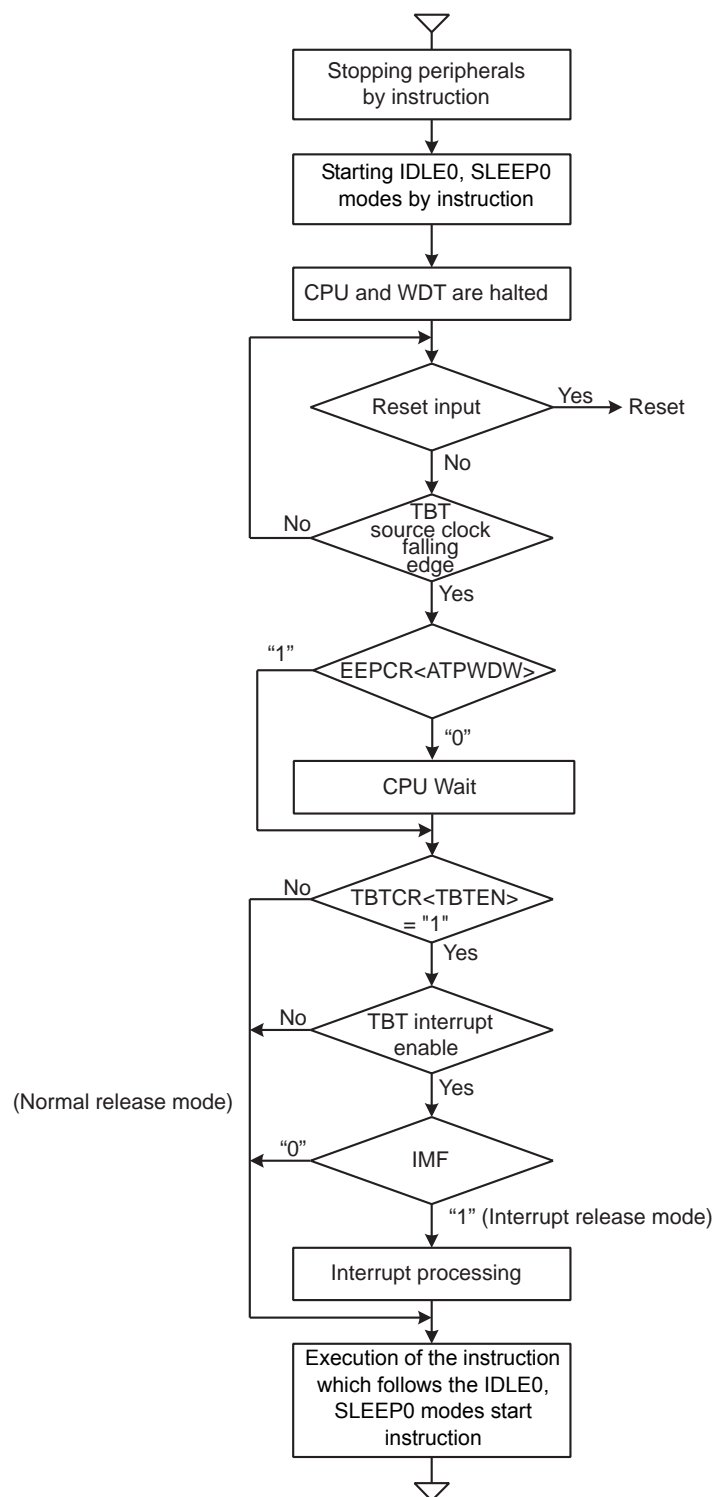 Stopping peripherals
by instruction
Starting IDLE0, SLEEP0
modes by instruction
CPU and WDT are halted
Reset input
Yes
Reset
No
No
TBT
source clock
falling
edge
Yes
“1”
EEPCR<ATPWDW>
“0”
CPU Wait
No
TBTCR<TBTEN>
= "1"
Yes
No
TBT interrupt
enable
Yes
(Normal release mode)
“0”
IMF
“1” (Interrupt release mode)
Interrupt processing
Execution of the instruction
which follows the IDLE0,
SLEEP0 modes start
instruction